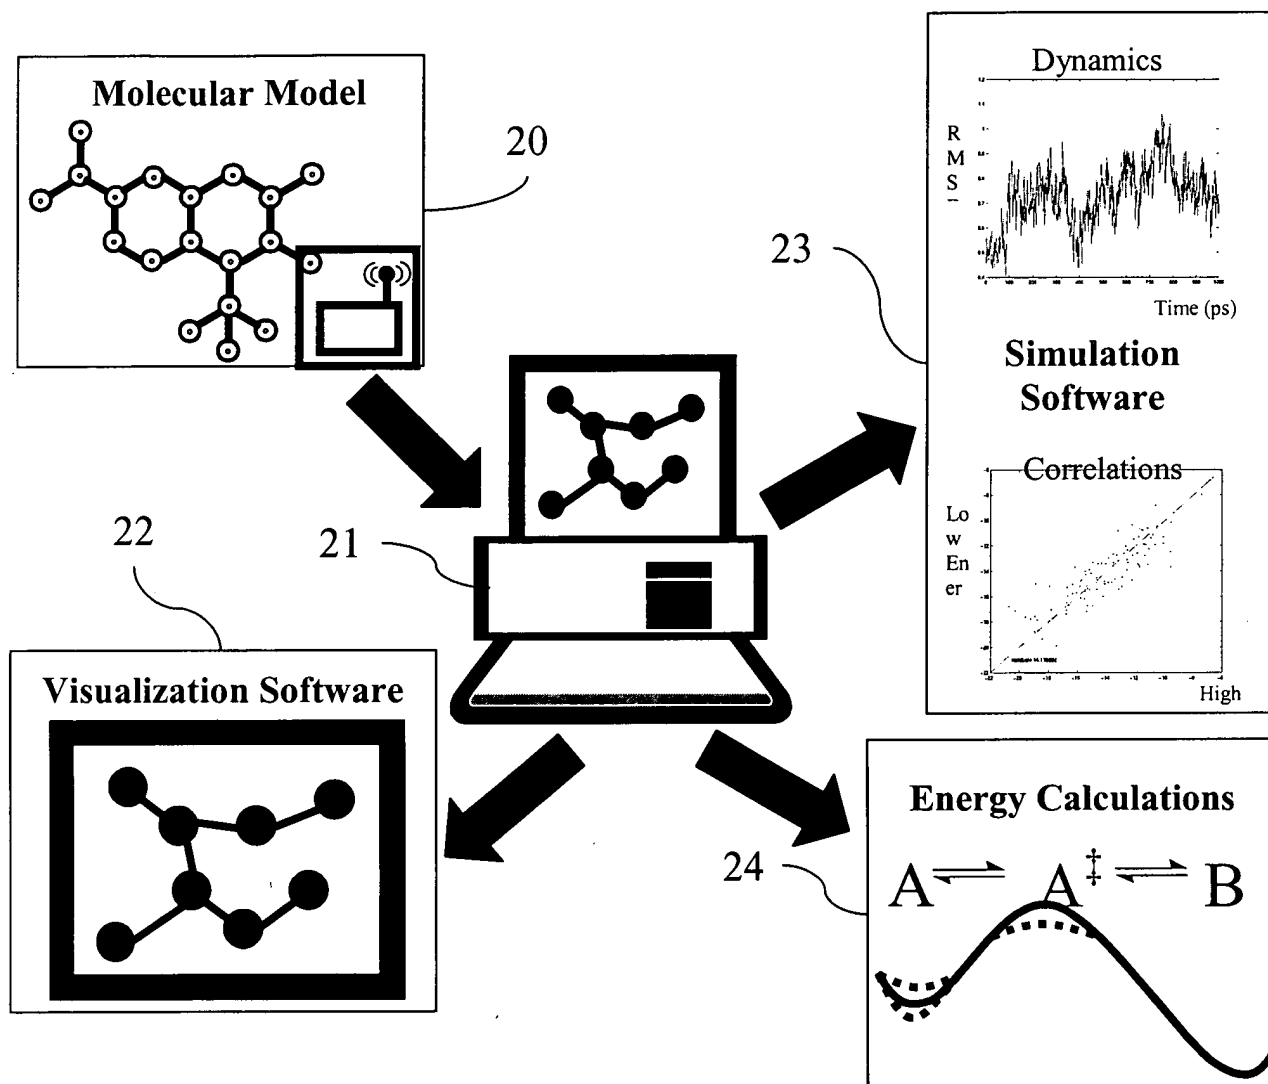 Molecular Model
20
Dynamics
R
M
S
Time (ps)
23
Simulation
Software
Correlations
Lo
w
En
er
High
21
22
Visualization Software
Energy Calculations
24
A ⇌ A‡ ⇌ B